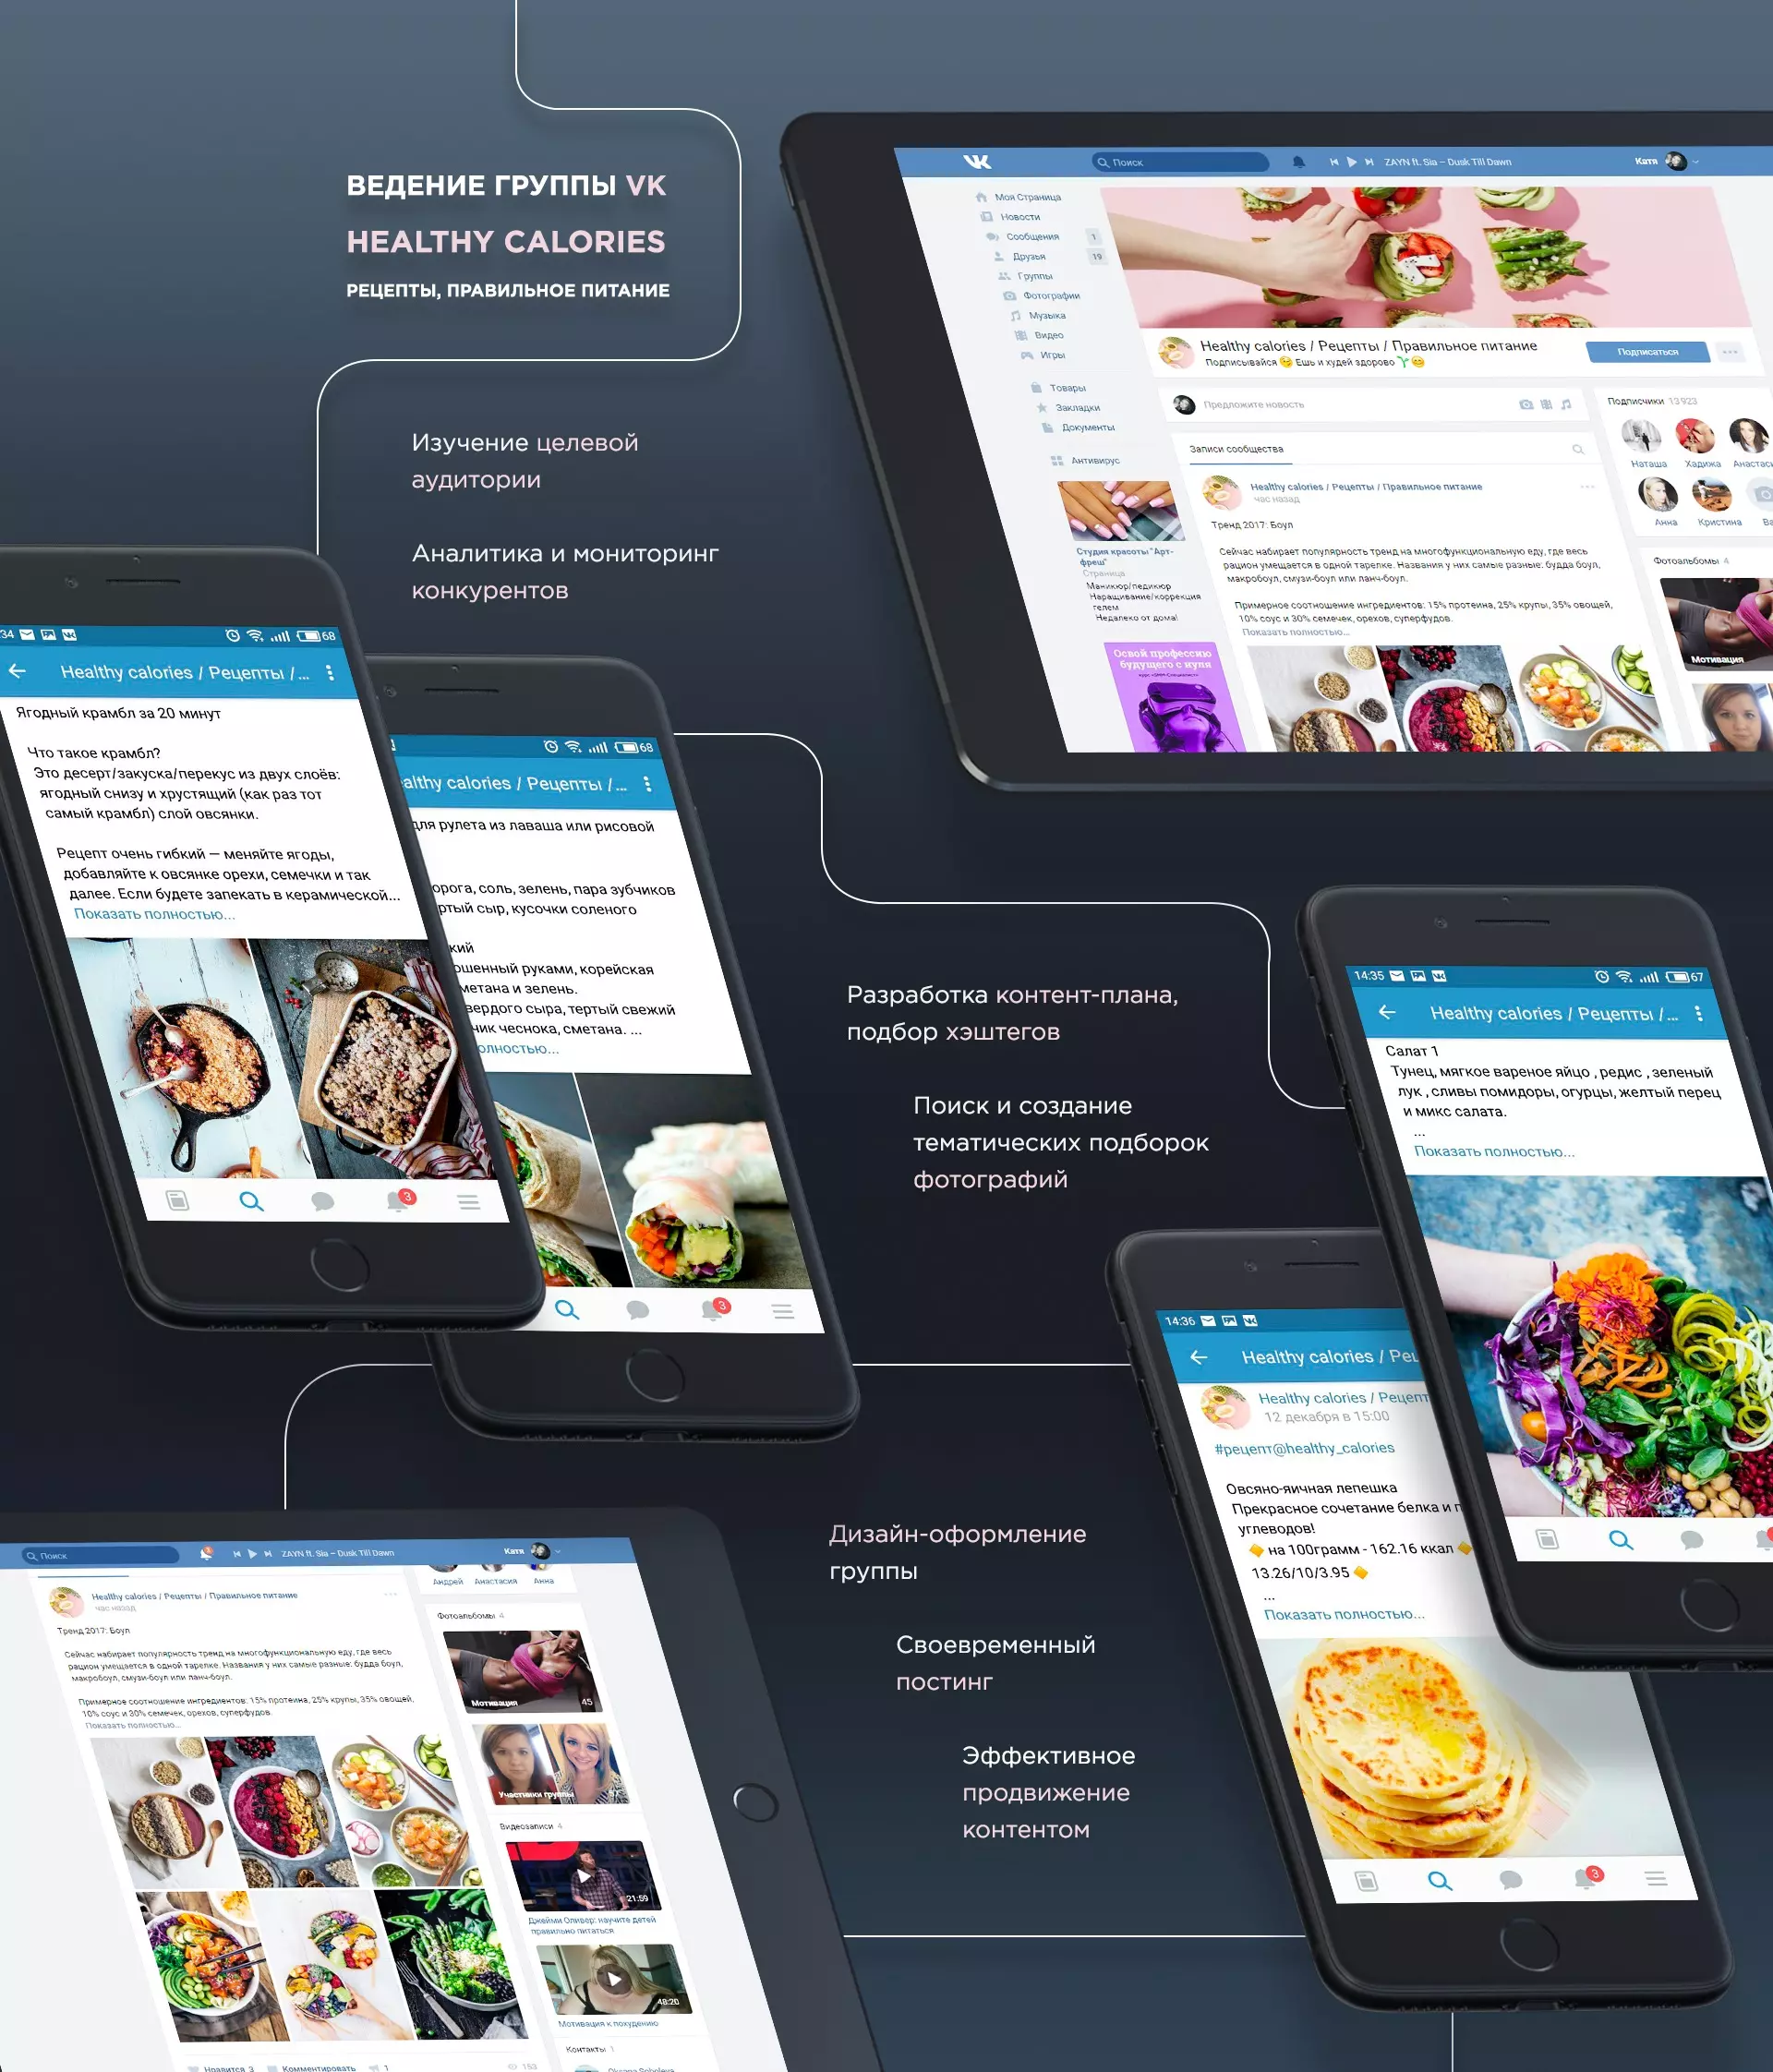 ВЕДЕНИЕ ГРУППЫ VK
HEALTHY CALORIES
РЕЦЕПТЫ, ПРАВИЛЬНОЕ ПИТАНИЕ
Изучение целевой
аудитории
Аналитика и мониторинг
конкурентов
Поиск
ZAYN ft. Sia – Dusk Till Dawn
Катя
Моя Страница
Новости
Сообщения 1
Друзья 19
Группы
Фотографии
Музыка
Видео
Игры
Товары
Закладки
Документы
Антивирус
Студия красоты "Арт-
фреш"
Страница
Маникюр/педикюр
Наращивание/коррекция
гелем
Недалеко от дома!
Освой профессию
будущего с нуля
Healthy calories / Рецепты / Правильное питание
Подписывайся 😋 Ешь и худей здорово 🌱😊
Подписаться
Предложите новость
Записи сообщества
Healthy calories / Рецепты / Правильное питание
час назад
Тренд 2017: Боул
Сейчас набирает популярность тренд на многофункциональную еду, где весь
рацион умещается в одной тарелке. Названия у них самые разные: будда боул,
макробоул, смузи-боул или ланч-боул.
Примерное соотношение ингредиентов: 15% протеина, 25% крупы, 35% овощей,
10% соус и 30% семечек, орехов, суперфудов.
Показать полностью...
Подписчики 13 923
Наташа Хадижа Анастас
Анна Кристина Ва
Фотоальбомы 4
Мотивация
:34
68
Healthy calories / Рецепты /...
Ягодный крамбл за 20 минут
Что такое крамбл?
Это десерт/закуска/перекус из двух слоёв:
ягодный снизу и хрустящий (как раз тот
самый крамбл) слой овсянки.
Рецепт очень гибкий — меняйте ягоды,
добавляйте к овсянке орехи, семечки и так
далее. Если будете запекать в керамической...
Показать полностью...
3
68
althy calories / Рецепты /...
для рулета из лаваша или рисовой
орога, соль, зелень, пара зубчиков
ртый сыр, кусочки соленого
кий
ошенный руками, корейская
метана и зелень.
вердого сыра, тертый свежий
чик чеснока, сметана. ...
олностью...
3
Разработка контент-плана,
подбор хэштегов
Поиск и создание
тематических подборок
фотографий
14:35
67
Healthy calories / Рецепты /...
Салат 1
Тунец, мягкое вареное яйцо , редис , зеленый
лук , сливы помидоры, огурцы, желтый перец
и микс салата.
...
Показать полностью...
14:36
Healthy calories / Рец
Healthy calories / Рецепт
12 декабря в 15:00
#рецепт@healthy_calories
Овсяно-яичная лепешка
Прекрасное сочетание белка и п
углеводов!
🔶 на 100грамм - 162.16 ккал 🔶
13.26/10/3.95 🔶
...
Показать полностью...
3
Дизайн-оформление
группы
Своевременный
постинг
Эффективное
продвижение
контентом
Поиск
ZAYN ft. Sia – Dusk Till Dawn
Катя
Healthy calories / Рецепты / Правильное питание
час назад
Тренд 2017: Боул
Сейчас набирает популярность тренд на многофункциональную еду, где весь
рацион умещается в одной тарелке. Названия у них самые разные: будда боул,
макробоул, смузи-боул или ланч-боул.
Примерное соотношение ингредиентов: 15% протеина, 25% крупы, 35% овощей,
10% соус и 30% семечек, орехов, суперфудов.
Показать полностью...
Андрей Анастасия Анна
Фотоальбомы 4
Мотивация 45
Участники группы
Видеозаписи 4
21:59
Джейми Оливер: научите детей
правильно питаться
48:20
Мотивация к похудению
Контакты 1
Нравится 3 Комментировать 1 153